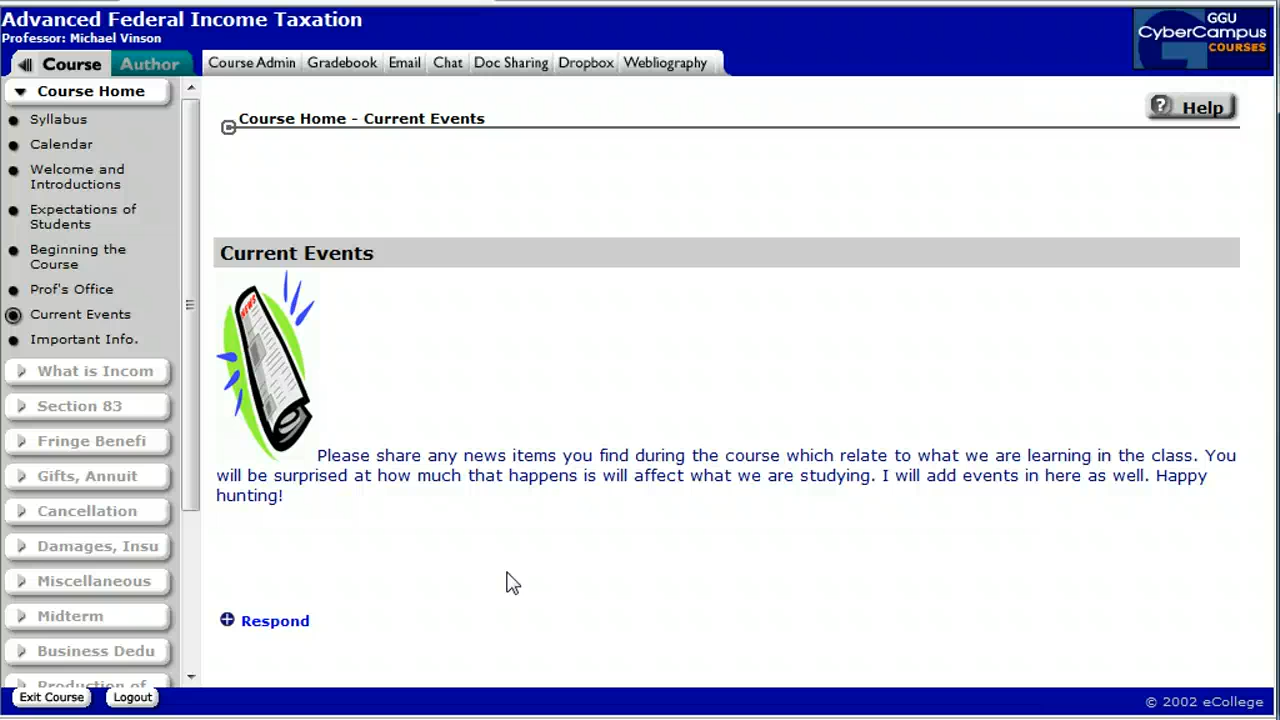 Advanced Federal Income Taxation
Professor: Michael Vinson
GGU
CyberCampus
COURSES
Course
Author
Course Admin
Gradebook
Email
Chat
Doc Sharing
Dropbox
Webliography
Course Home
Syllabus
Calendar
Welcome and
Introductions
Expectations of
Students
Beginning the
Course
Prof's Office
Current Events
Important Info.
What is Incom
Section 83
Fringe Benefi
Gifts, Annuit
Cancellation
Damages, Insu
Miscellaneous
Midterm
Business Dedu
Production of
Exit Course
Logout
Course Home - Current Events
? Help
Current Events
NEWS
Please share any news items you find during the course which relate to what we are learning in the class. You
will be surprised at how much that happens is will affect what we are studying. I will add events in here as well. Happy
hunting!
Respond
© 2002 eCollege